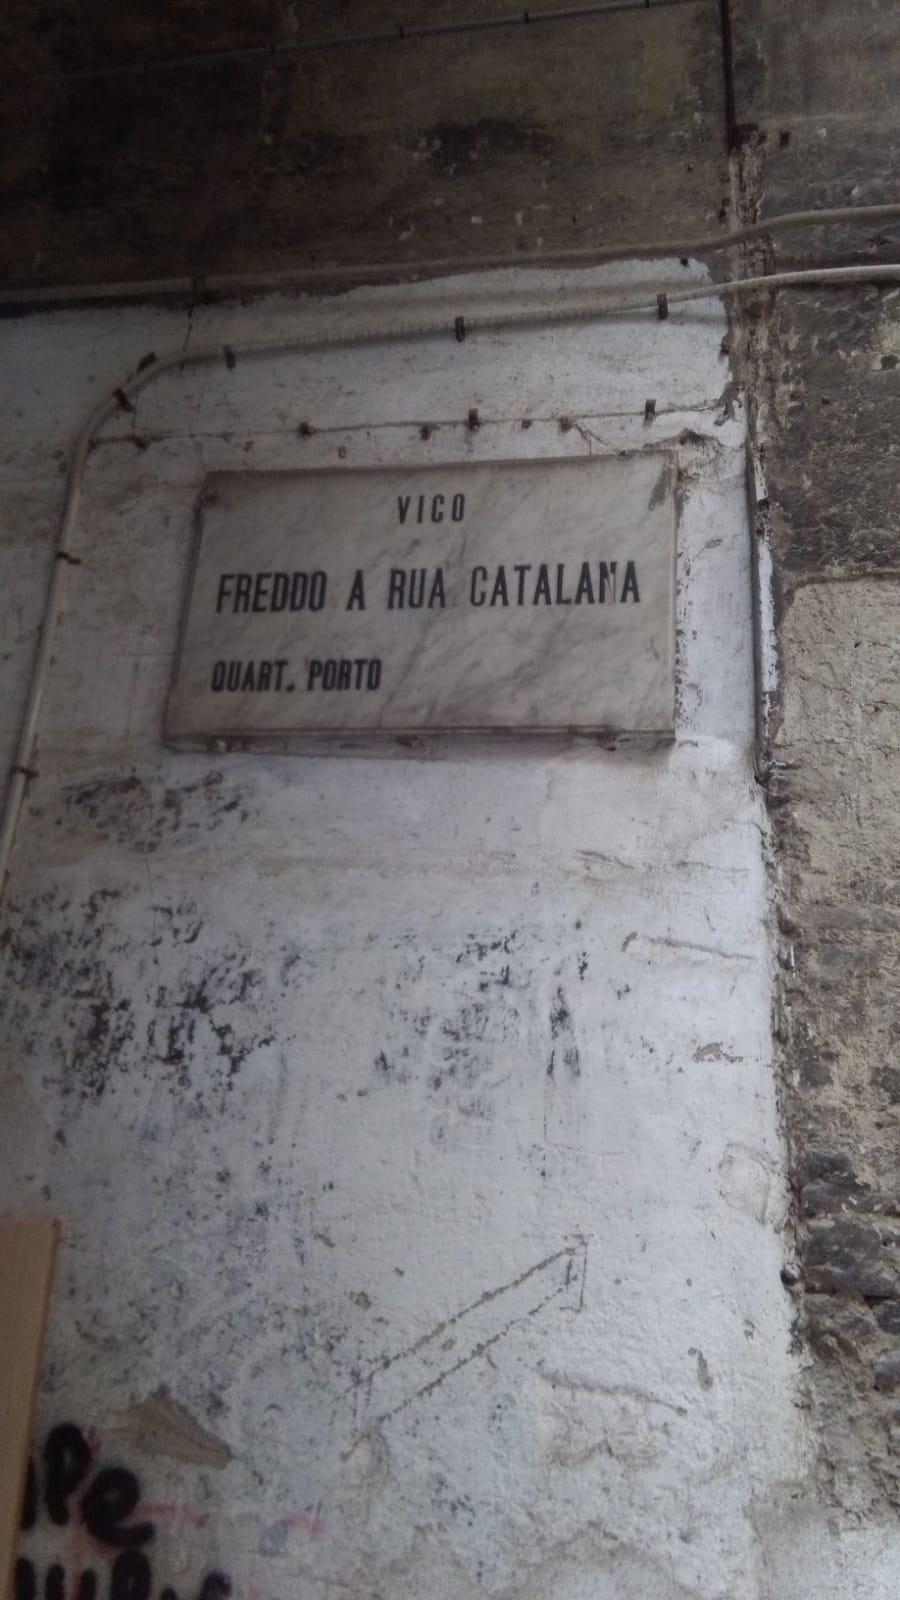 VICO
FREDDO A RUA CATALANA
QUART. PORTO